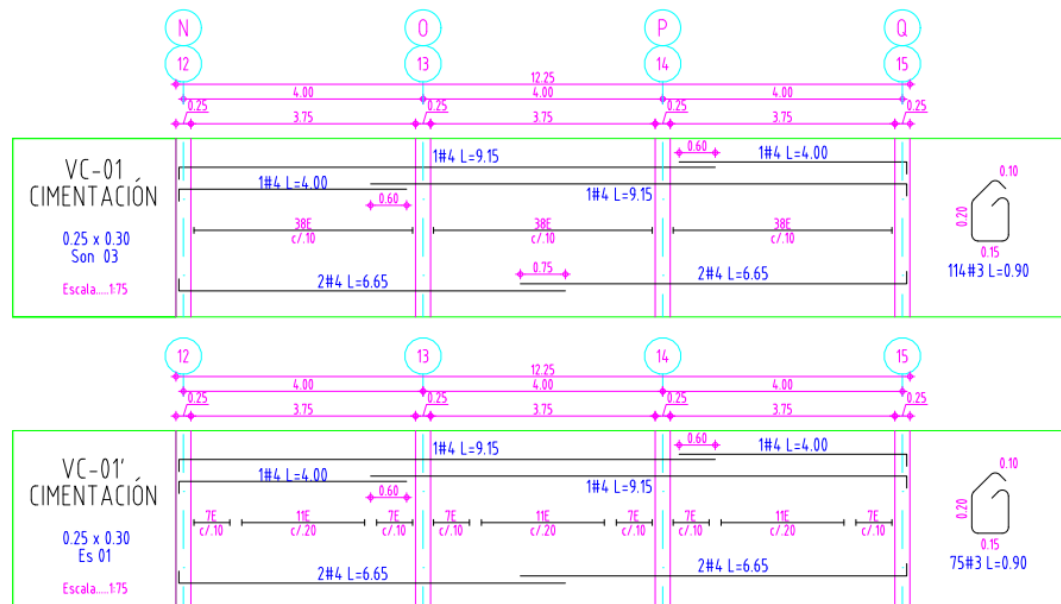 N O P Q
12 13 14 15
12.25
4.00 4.00 4.00
0.25 0.25 0.25 0.25
3.75 3.75 3.75
VC-01
CIMENTACIÓN
0.25 x 0.30
Son 03
Escala.....1:75
1#4 L=9.15 0.60 1#4 L=4.00
1#4 L=4.00 1#4 L=9.15
0.60
38E 38E 38E
c/.10 c/.10 c/.10
0.75
2#4 L=6.65 2#4 L=6.65
0.10
0.20
0.15
114#3 L=0.90
12 13 14 15
12.25
4.00 4.00 4.00
0.25 0.25 0.25 0.25
3.75 3.75 3.75
VC-01'
CIMENTACIÓN
0.25 x 0.30
Es 01
Escala.....1:75
1#4 L=9.15 0.60 1#4 L=4.00
1#4 L=4.00 1#4 L=9.15
0.60
7E 11E 7E 7E 11E 7E 7E 11E 7E
c/.10 c/.20 c/.10 c/.10 c/.20 c/.10 c/.10 c/.20 c/.10
2#4 L=6.65 2#4 L=6.65
0.10
0.20
0.15
75#3 L=0.90